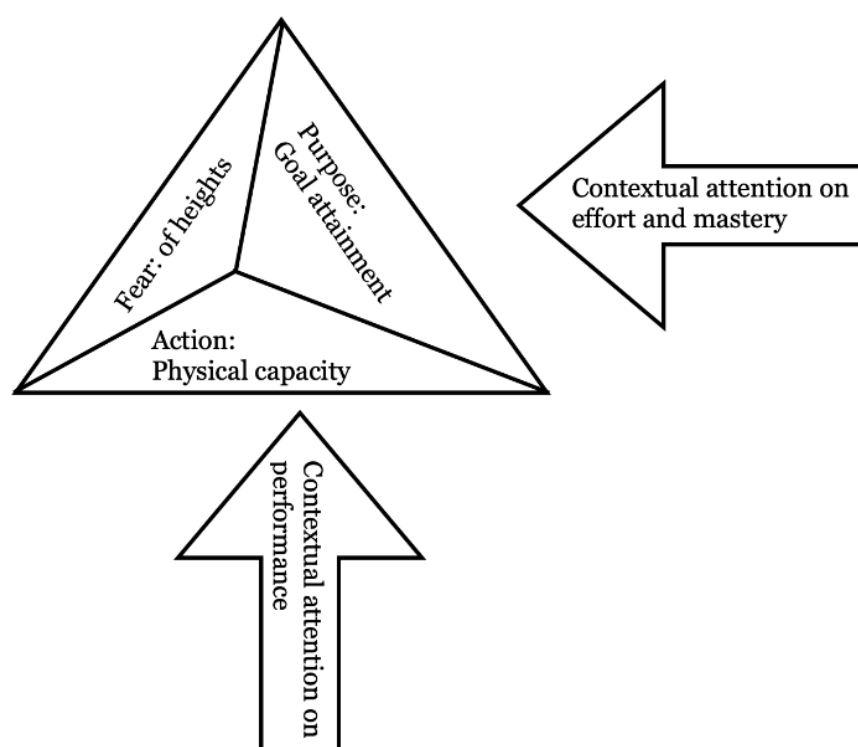 Fear: of heights
Purpose:
Goal attainment
Action:
Physical capacity
Contextual attention on
effort and mastery
Contextual attention on
performance